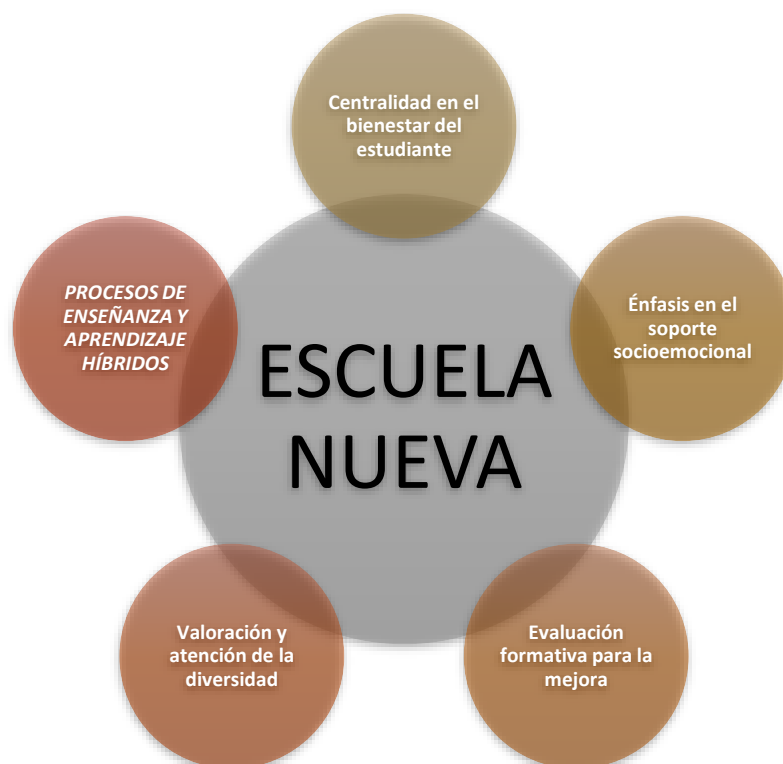 Centralidad en el
bienestar del
estudiante
Énfasis en el
soporte
socioemocional
Evaluación
formativa para la
mejora
Valoración y
atención de la
diversidad
PROCESOS DE
ENSEÑANZA Y
APRENDIZAJE
HÍBRIDOS
ESCUELA
NUEVA